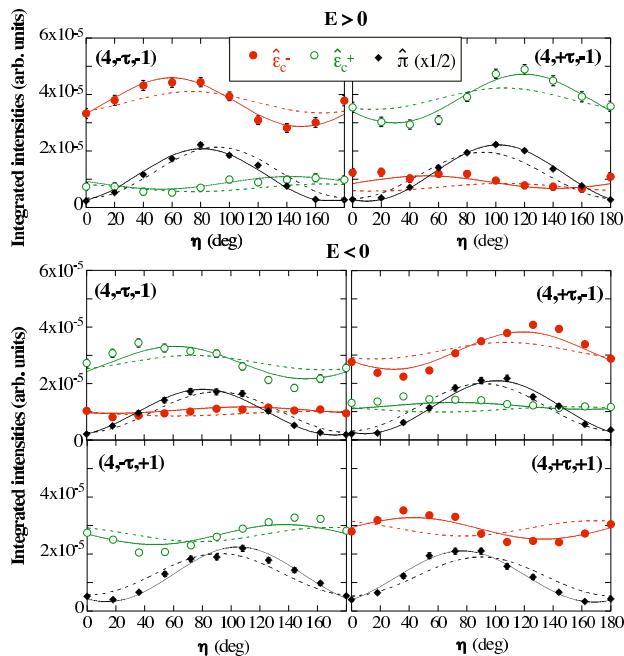 E > 0
Integrated intensities (arb. units)
6x10⁻⁵
4x10⁻⁵
2x10⁻⁵
0
(4,-τ,-1)
ε̂c⁻ ε̂c⁺ π̂ (x1/2)
(4,+τ,-1)
0 20 40 60 80 100 120 140 160 0 20 40 60 80 100 120 140 160 180
η (deg) η (deg)
E < 0
Integrated intensities (arb. units)
6x10⁻⁵
4x10⁻⁵
2x10⁻⁵
0
(4,-τ,-1) (4,+τ,-1)
(4,-τ,+1) (4,+τ,+1)
4x10⁻⁵
2x10⁻⁵
0
0 20 40 60 80 100 120 140 160 0 20 40 60 80 100 120 140 160 180
η (deg) η (deg)